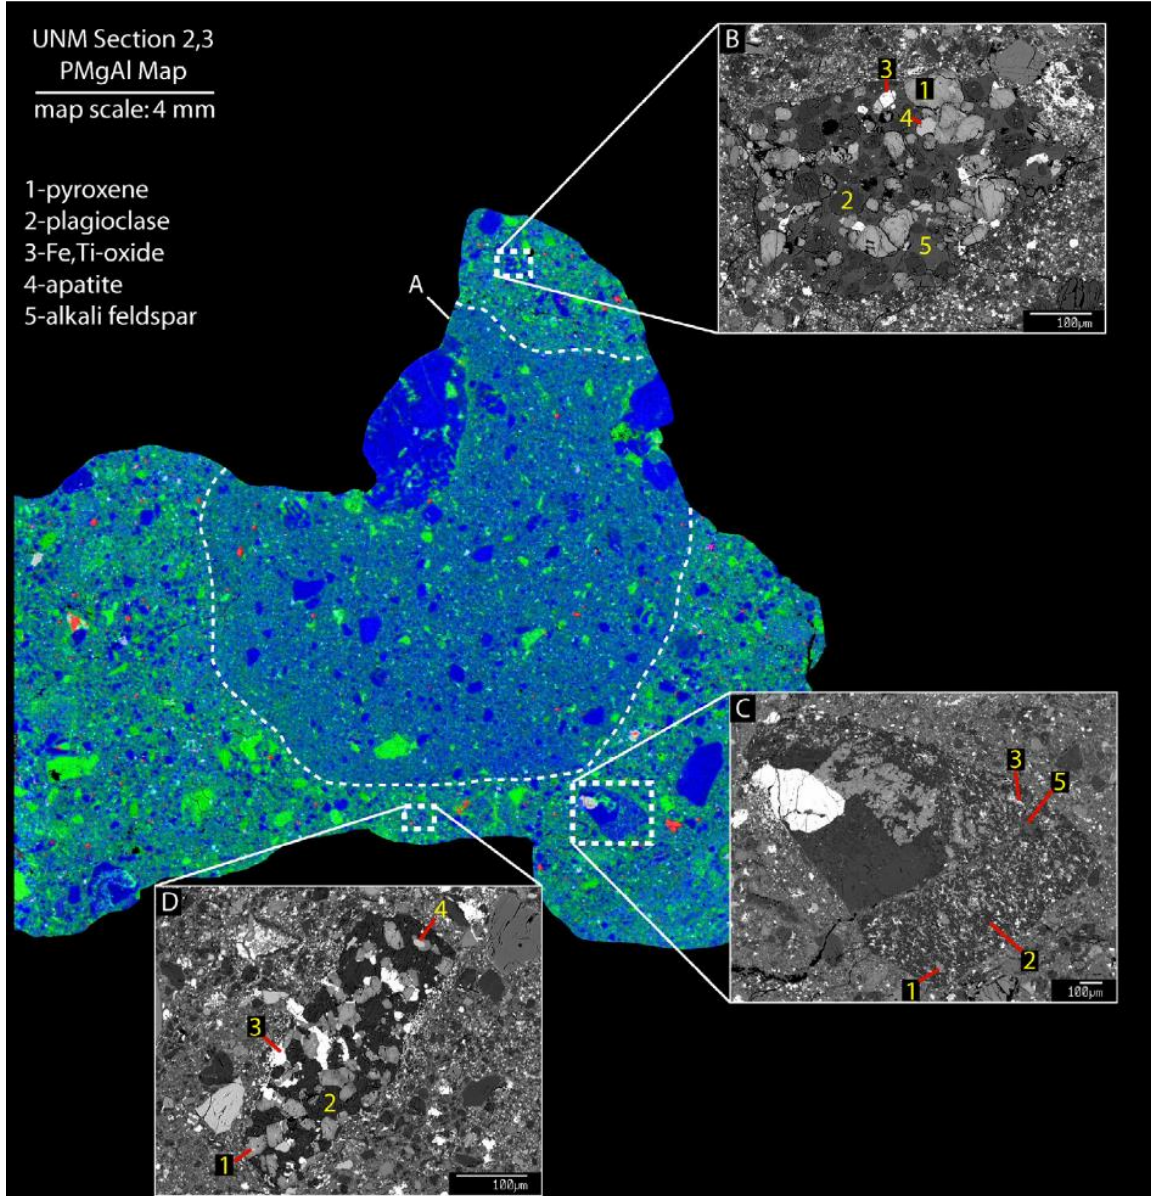 UNM Section 2,3
PMgAl Map
map scale: 4 mm
1-pyroxene
2-plagioclase
3-Fe,Ti-oxide
4-apatite
5-alkali feldspar
A
B
3
1
4
2
5
100µm
C
3
5
2
1
100µm
D
4
3
2
1
100µm